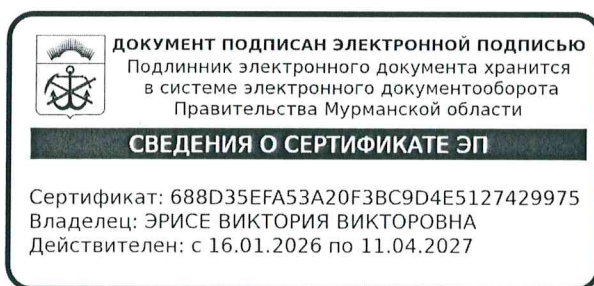 ДОКУМЕНТ ПОДПИСАН ЭЛЕКТРОННОЙ ПОДПИСЬЮ
Подлинник электронного документа хранится
в системе электронного документооборота
Правительства Мурманской области
СВЕДЕНИЯ О СЕРТИФИКАТЕ ЭП
Сертификат: 688D35EFA53A20F3BC9D4E5127429975
Владелец: ЭРИСЕ ВИКТОРИЯ ВИКТОРОВНА
Действителен: с 16.01.2026 по 11.04.2027